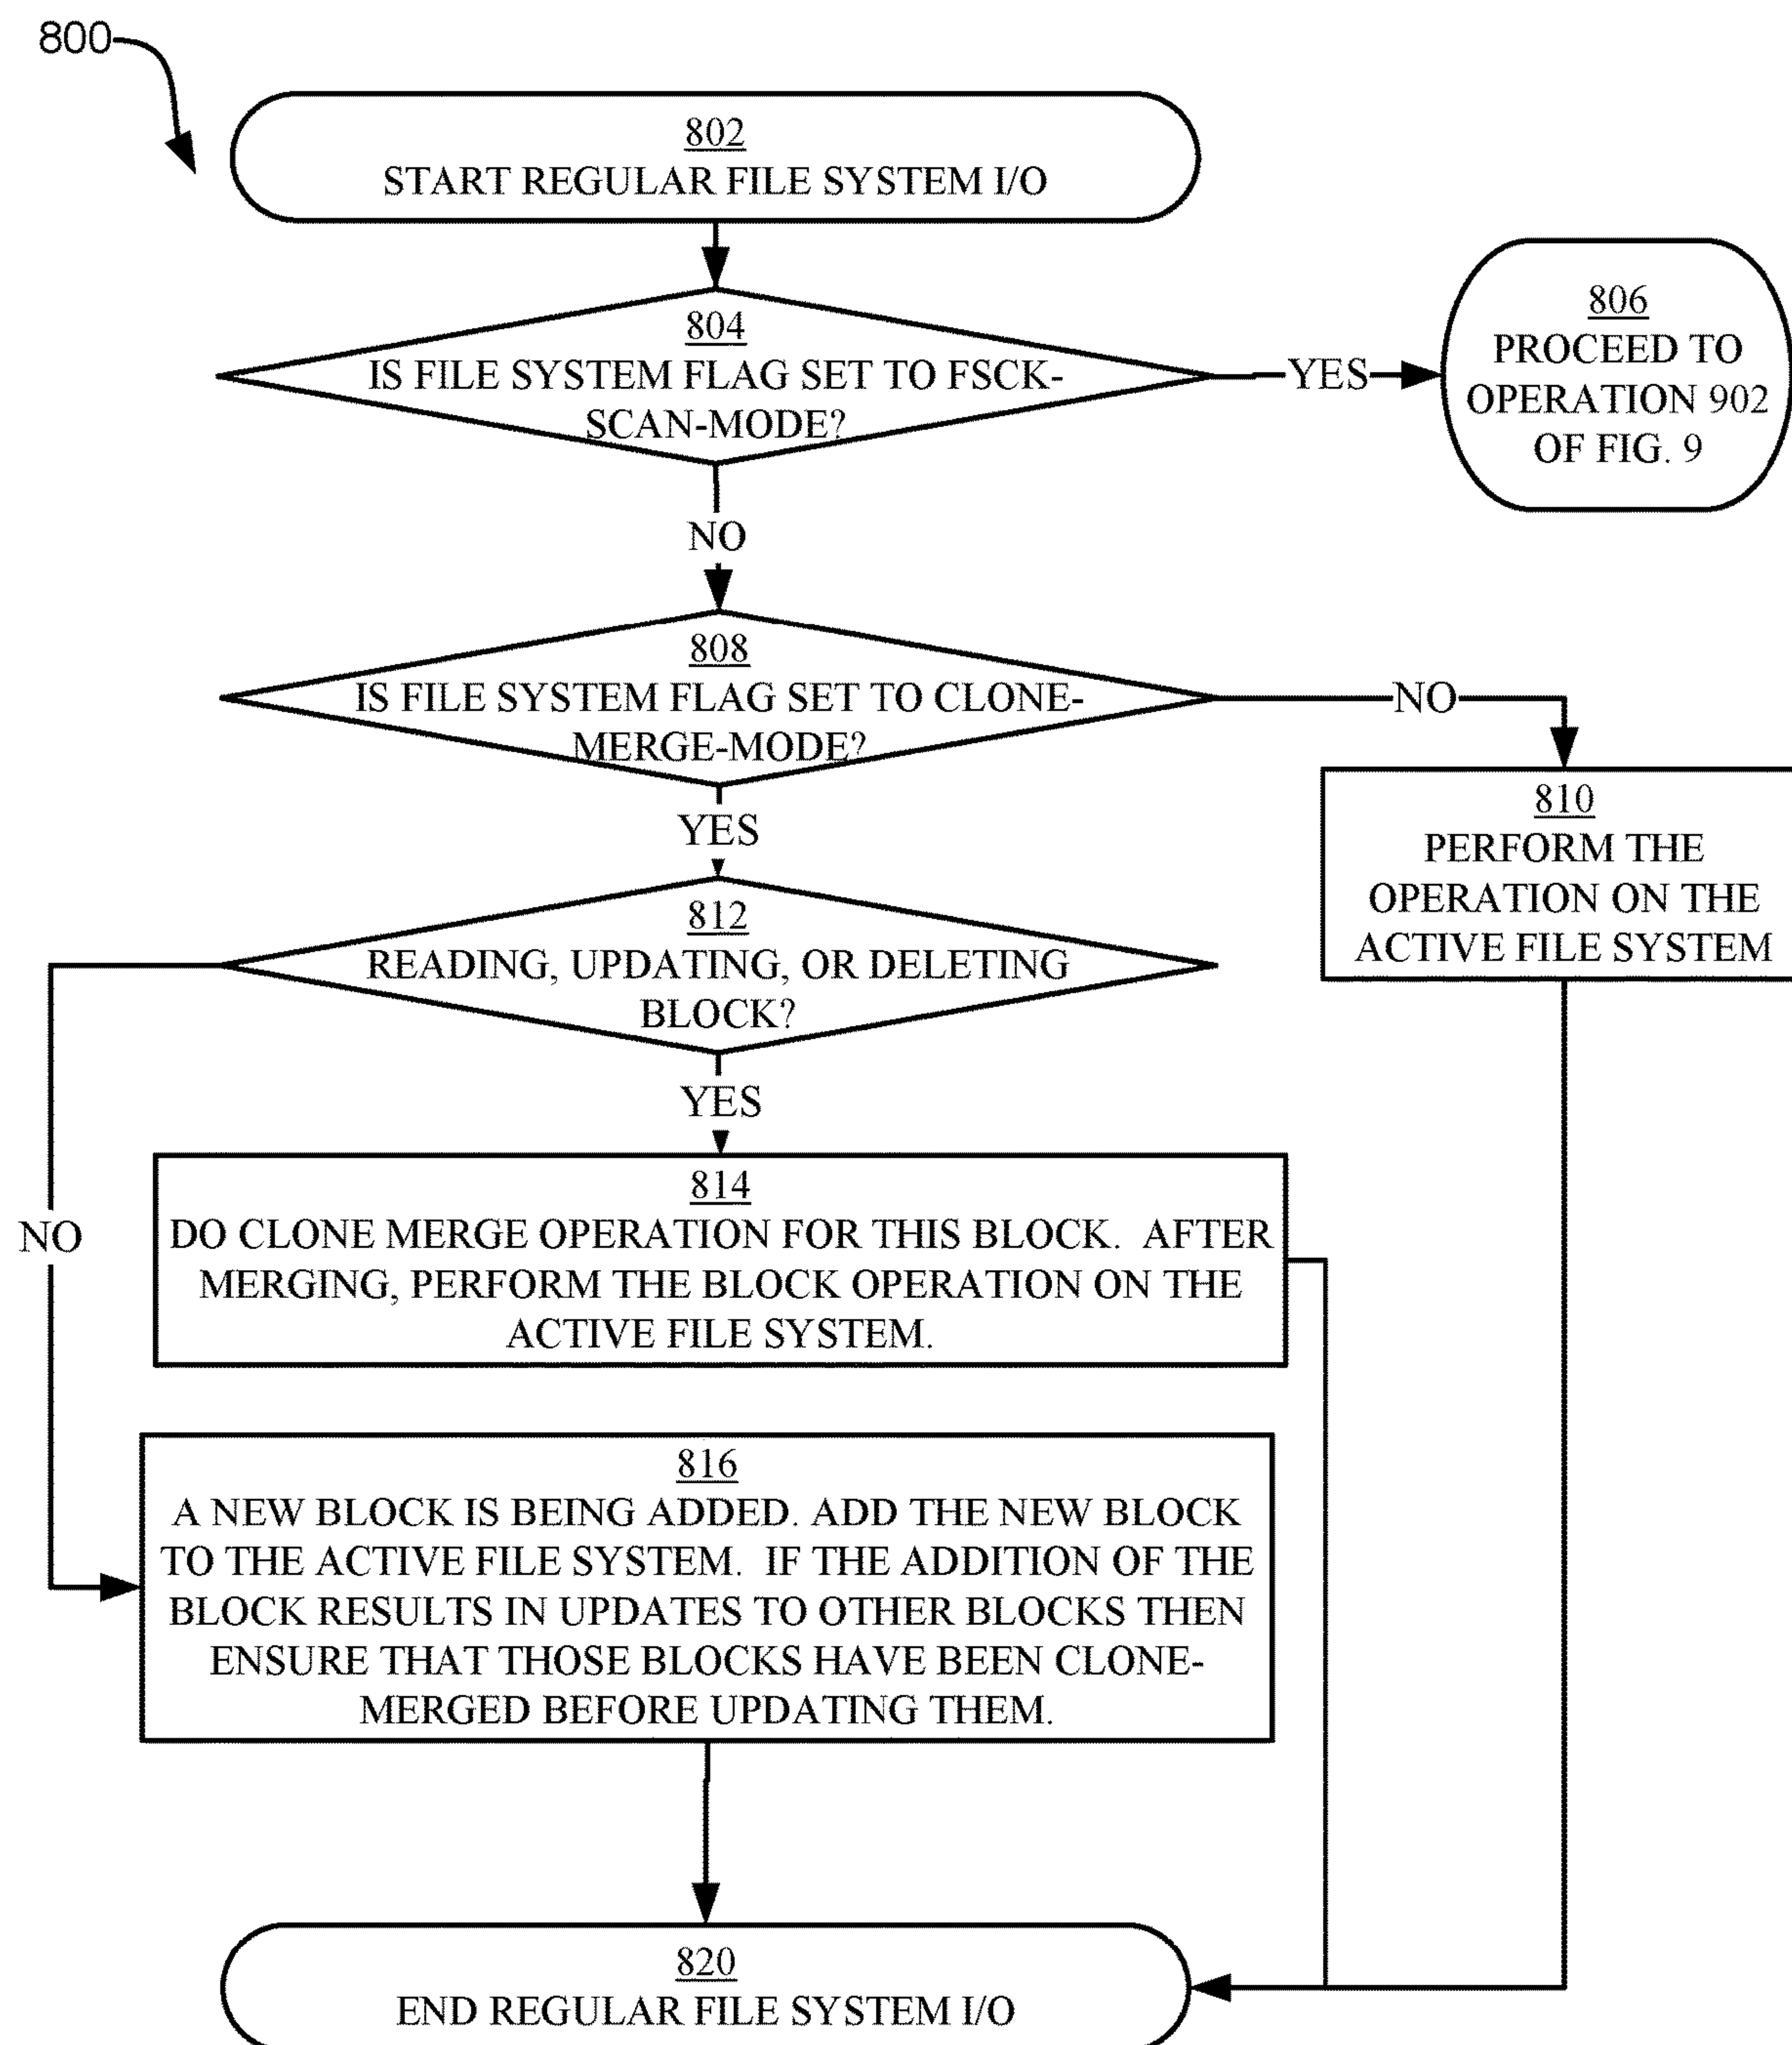 800
802
START REGULAR FILE SYSTEM I/O
804
IS FILE SYSTEM FLAG SET TO FSCK-
SCAN-MODE?
YES
806
PROCEED TO
OPERATION 902
OF FIG. 9
NO
808
IS FILE SYSTEM FLAG SET TO CLONE-
MERGE-MODE?
NO
810
PERFORM THE
OPERATION ON THE
ACTIVE FILE SYSTEM
YES
812
READING, UPDATING, OR DELETING
BLOCK?
YES
NO
814
DO CLONE MERGE OPERATION FOR THIS BLOCK. AFTER
MERGING, PERFORM THE BLOCK OPERATION ON THE
ACTIVE FILE SYSTEM.
816
A NEW BLOCK IS BEING ADDED. ADD THE NEW BLOCK
TO THE ACTIVE FILE SYSTEM. IF THE ADDITION OF THE
BLOCK RESULTS IN UPDATES TO OTHER BLOCKS THEN
ENSURE THAT THOSE BLOCKS HAVE BEEN CLONE-
MERGED BEFORE UPDATING THEM.
820
END REGULAR FILE SYSTEM I/O